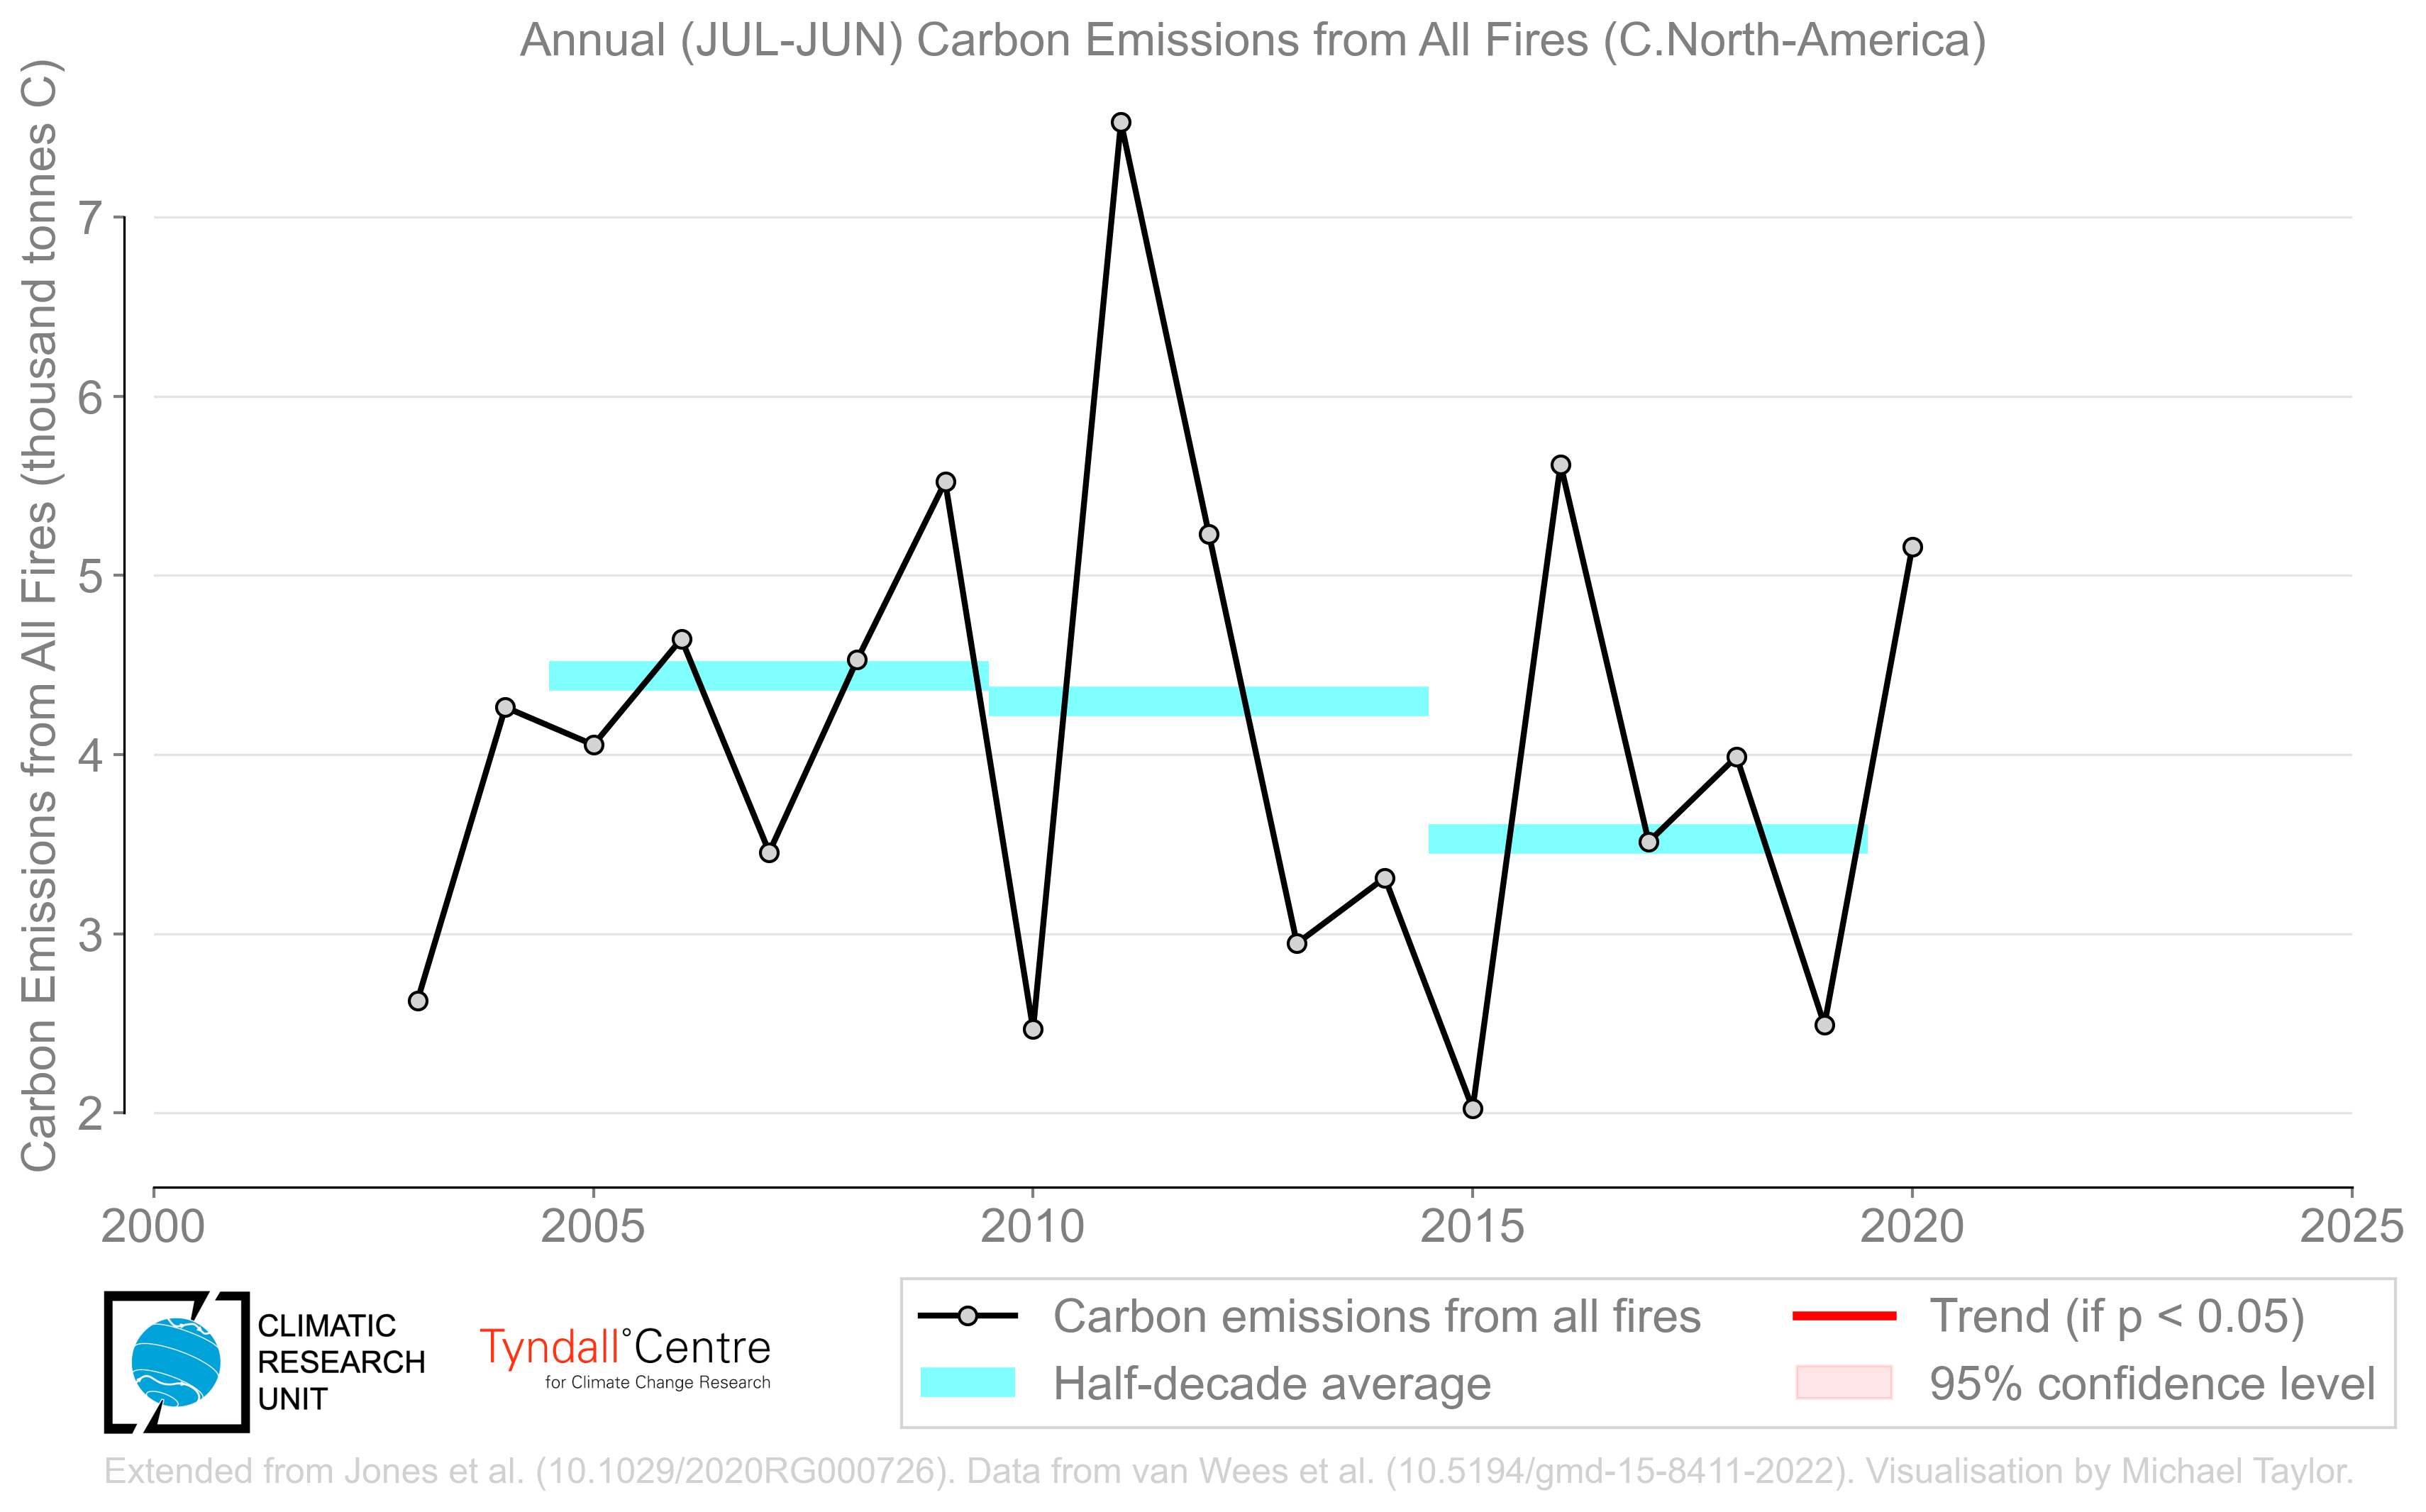 Annual (JUL-JUN) Carbon Emissions from All Fires (C.North-America)
Carbon Emissions from All Fires (thousand tonnes C)
7
6
5
4
3
2
2000
2005
2010
2015
2020
2025
CLIMATIC
RESEARCH
UNIT
Tyndall°Centre
for Climate Change Research
Carbon emissions from all fires
Half-decade average
Trend (if p < 0.05)
95% confidence level
Extended from Jones et al. (10.1029/2020RG000726). Data from van Wees et al. (10.5194/gmd-15-8411-2022). Visualisation by Michael Taylor.